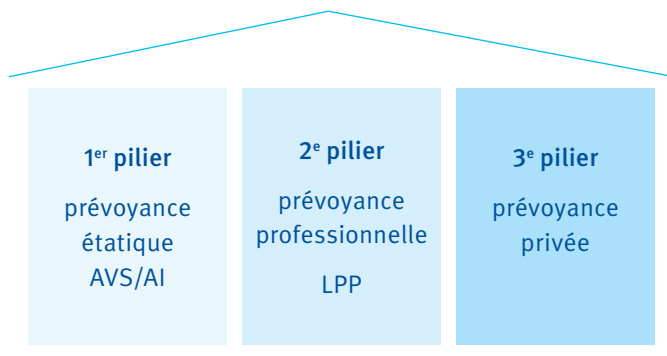 1er pilier
prévoyance
étatique
AVS/AI
2e pilier
prévoyance
professionnelle
LPP
3e pilier
prévoyance
privée